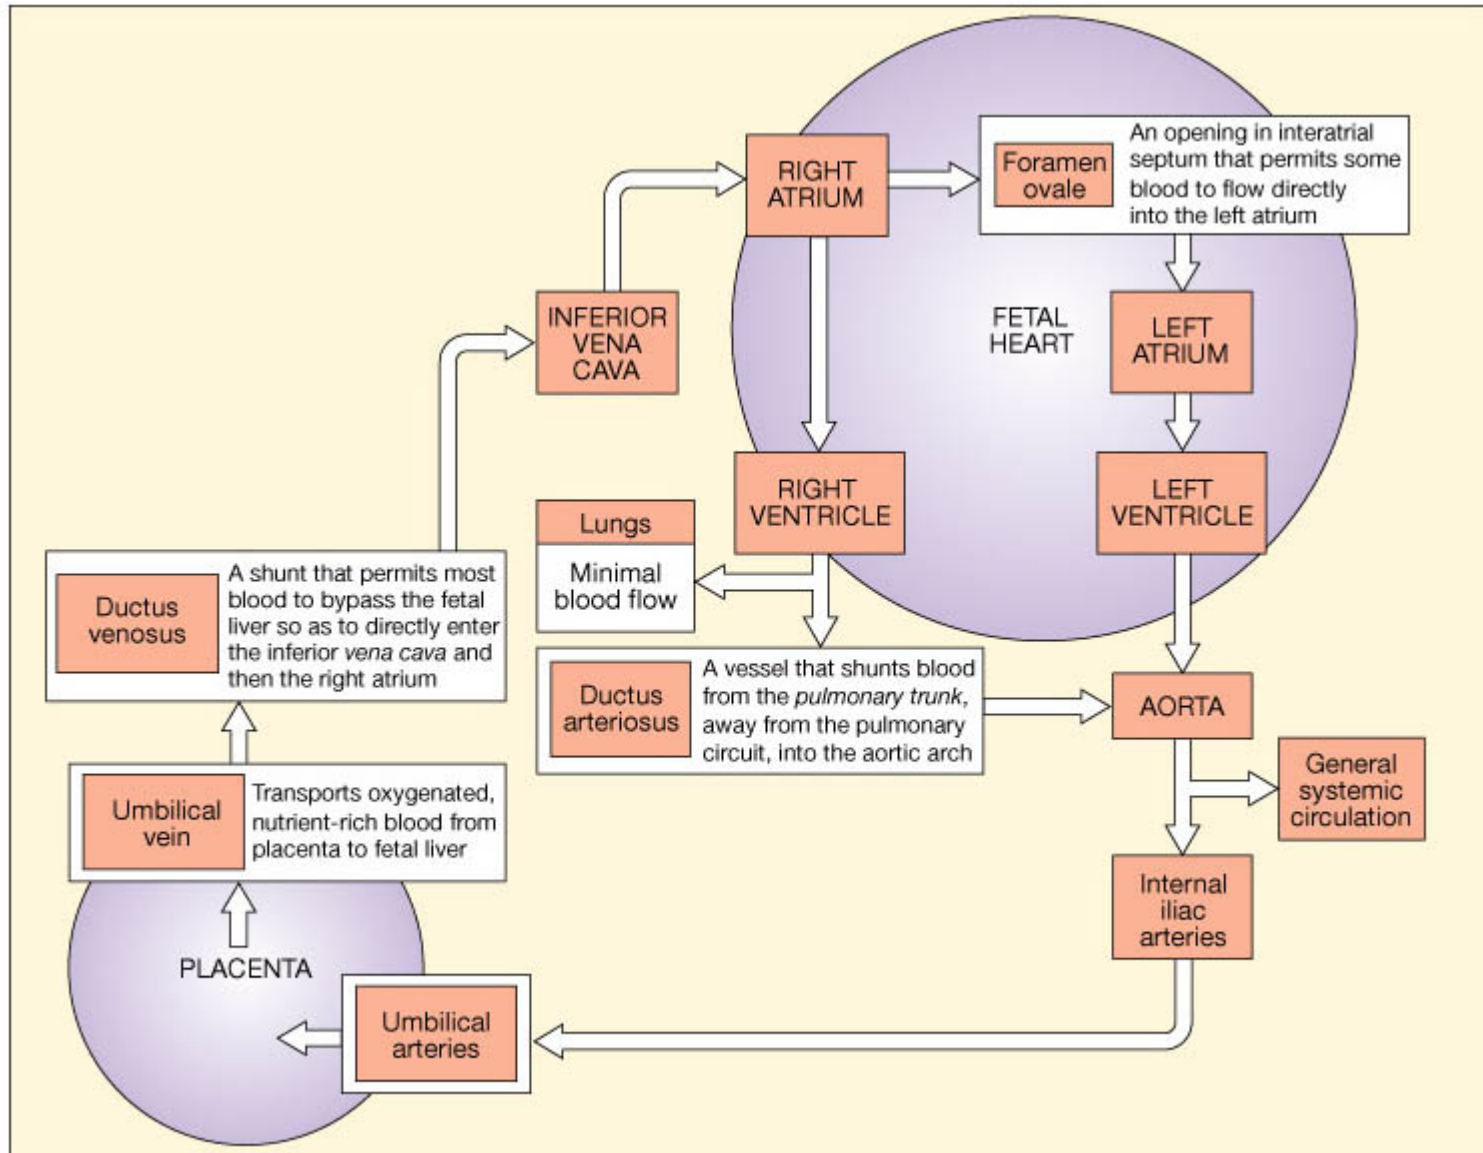 RIGHT
ATRIUM
Foramen
ovale
An opening in interatrial
septum that permits some
blood to flow directly
into the left atrium
INFERIOR
VENA
CAVA
FETAL
HEART
LEFT
ATRIUM
RIGHT
VENTRICLE
LEFT
VENTRICLE
Lungs
Minimal
blood flow
Ductus
venosus
A shunt that permits most
blood to bypass the fetal
liver so as to directly enter
the inferior vena cava and
then the right atrium
Ductus
arteriosus
A vessel that shunts blood
from the pulmonary trunk,
away from the pulmonary
circuit, into the aortic arch
AORTA
General
systemic
circulation
Umbilical
vein
Transports oxygenated,
nutrient-rich blood from
placenta to fetal liver
Internal
iliac
arteries
PLACENTA
Umbilical
arteries